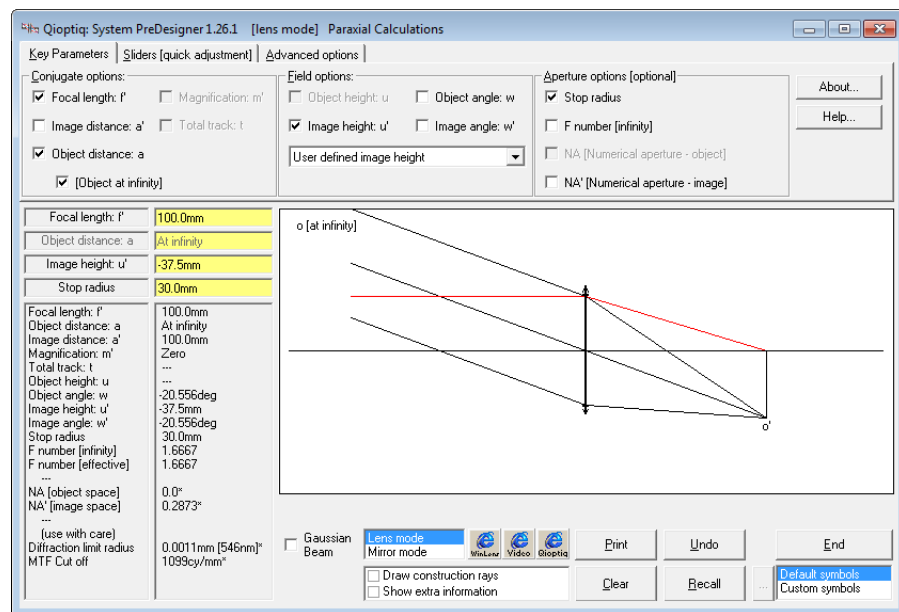 Qioptiq: System PreDesigner 1.26.1 [lens mode] Paraxial Calculations
Key Parameters Sliders [quick adjustment] Advanced options
Conjugate options:
Focal length: f' Magnification: m'
Image distance: a' Total track: t
Object distance: a
[Object at infinity]
Field options:
Object height: u Object angle: w
Image height: u' Image angle: w'
User defined image height
Aperture options [optional]
Stop radius
F number [infinity]
NA [Numerical aperture - object]
NA' [Numerical aperture - image]
About...
Help...
Focal length: f' 100.0mm
Object distance: a At infinity
Image height: u' -37.5mm
Stop radius 30.0mm
Focal length: f' 100.0mm
Object distance: a At infinity
Image distance: a' 100.0mm
Magnification: m' Zero
Total track: t ---
Object height: u ---
Object angle: w -20.556deg
Image height: u' -37.5mm
Image angle: w' -20.556deg
Stop radius 30.0mm
F number [infinity] 1.6667
F number [effective] 1.6667
---
NA [object space] 0.0*
NA' [image space] 0.2873*
---
(use with care)
Diffraction limit radius 0.0011mm [546nm]*
MTF Cut off 1099cy/mm*
o [at infinity]
o'
Gaussian
Beam
Lens mode
Mirror mode
WinLens Video Qioptiq
Print Undo End
Draw construction rays
Show extra information
Clear Recall ...
Default symbols
Custom symbols